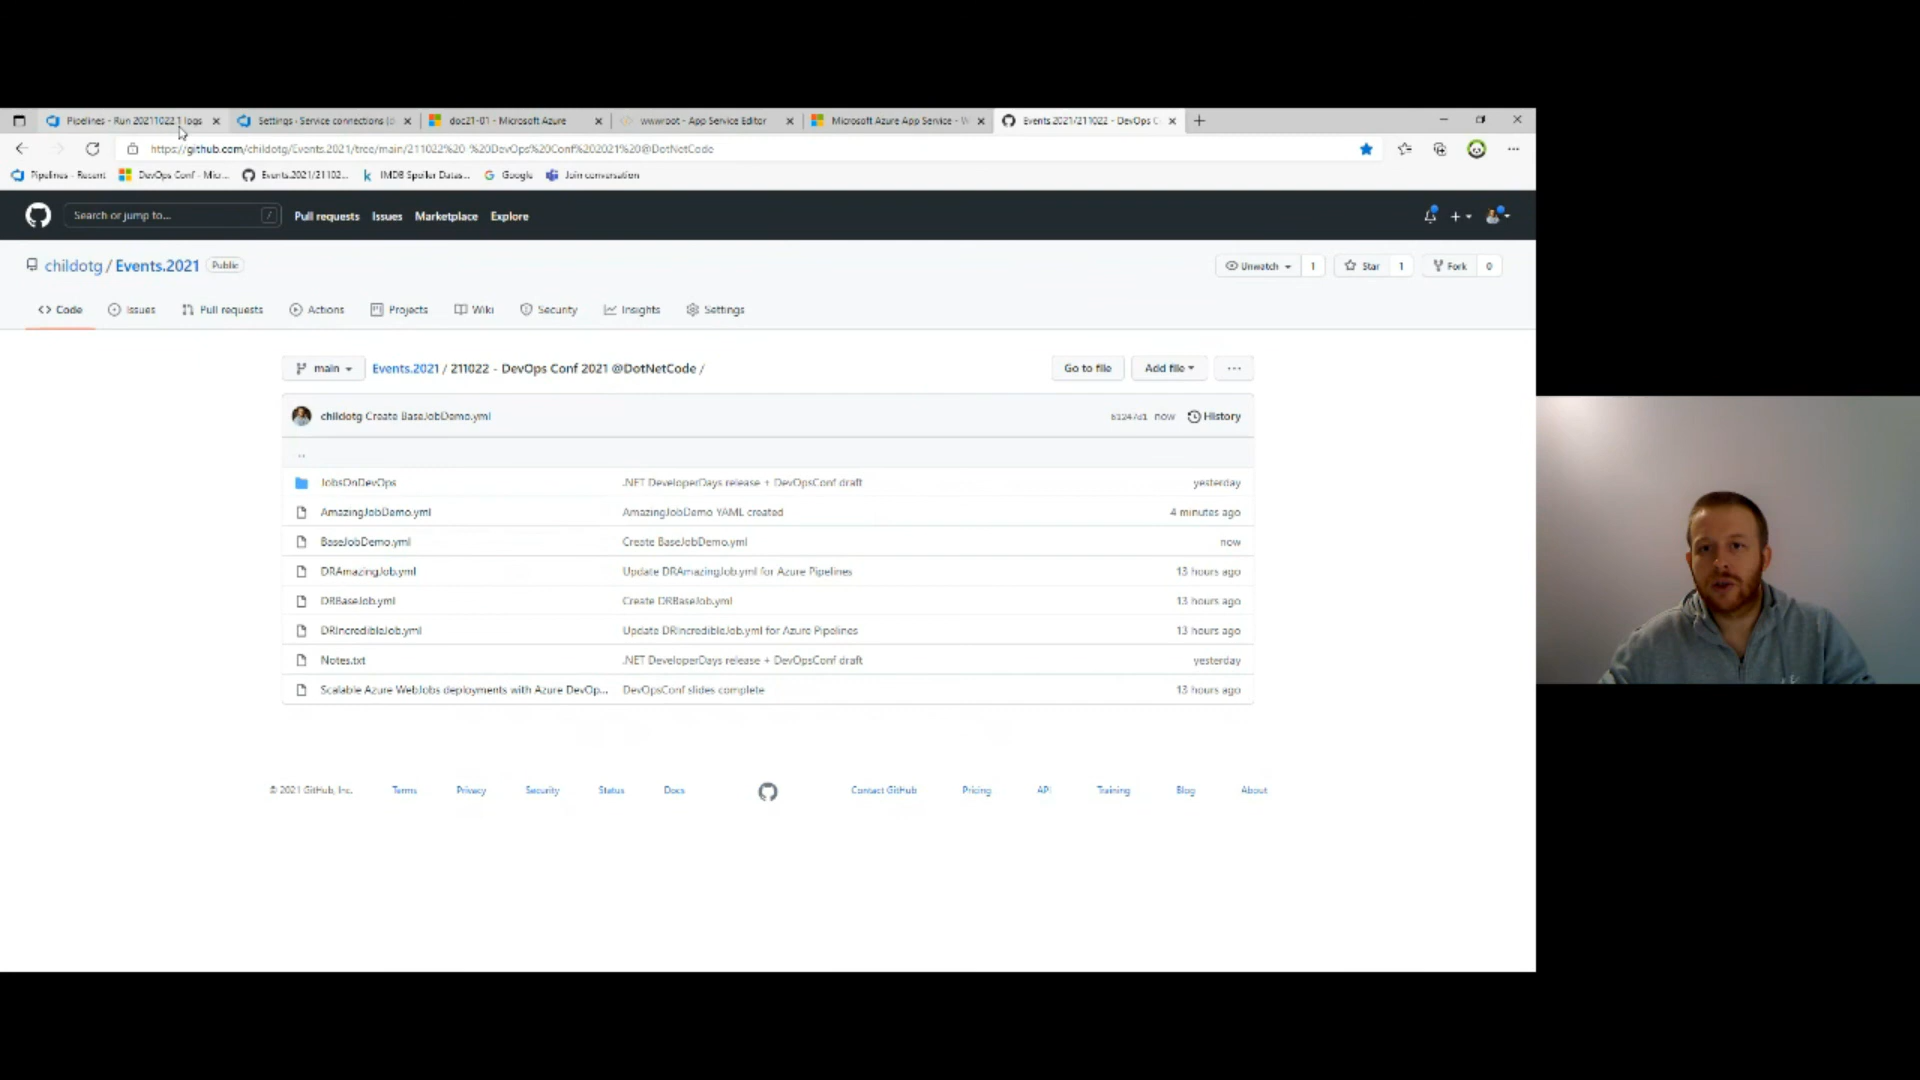 Pipelines - Run 20211022.1 logs
Settings · Service connections (
doc21-01 - Microsoft Azure
wwwroot - App Service Editor
Microsoft Azure App Service - W
Events.2021/211022 - DevOps C
https://github.com/childotg/Events.2021/tree/main/211022%20-%20DevOps%20Conf%202021%20@DotNetCode
Pipelines - Recent
DevOps Conf - Micr...
Events.2021/21102...
IMDB Spoiler Datas...
Google
Join conversation
Search or jump to...
/
Pull requests
Issues
Marketplace
Explore
childotg / Events.2021
Public
Unwatch
1
Star
1
Fork
0
Code
Issues
Pull requests
Actions
Projects
Wiki
Security
Insights
Settings
main
Events.2021 / 211022 - DevOps Conf 2021 @DotNetCode /
Go to file
Add file
childotg Create BaseJobDemo.yml
now
History
..
JobsOnDevOps
.NET DeveloperDays release + DevOpsConf draft
yesterday
AmazingJobDemo.yml
AmazingJobDemo YAML created
4 minutes ago
BaseJobDemo.yml
Create BaseJobDemo.yml
now
DRAmazingJob.yml
Update DRAmazingJob.yml for Azure Pipelines
13 hours ago
DRBaseJob.yml
Create DRBaseJob.yml
13 hours ago
DRIncredibleJob.yml
Update DRIncredibleJob.yml for Azure Pipelines
13 hours ago
Notes.txt
.NET DeveloperDays release + DevOpsConf draft
yesterday
Scalable Azure WebJobs deployments with Azure DevOp...
DevOpsConf slides complete
13 hours ago
© 2021 GitHub, Inc.
Terms
Privacy
Security
Status
Docs
Contact GitHub
Pricing
API
Training
Blog
About